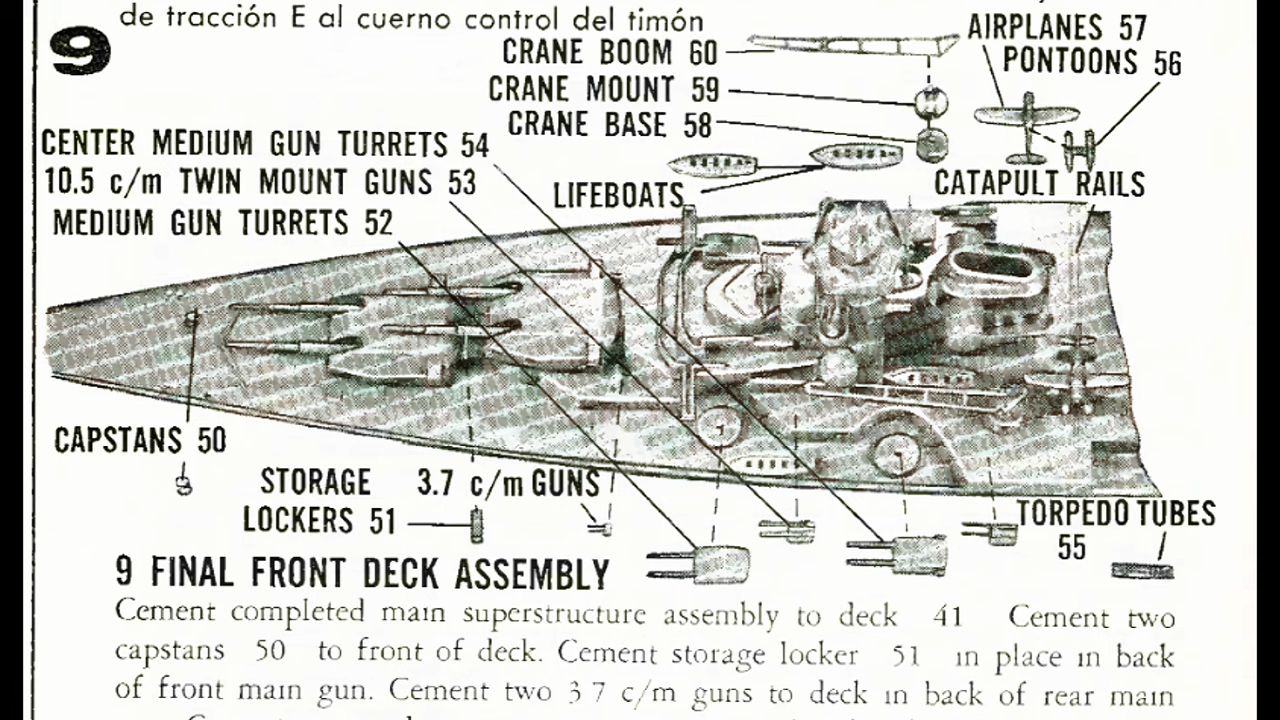 de tracción E al cuerno control del timón
9
CRANE BOOM 60
CRANE MOUNT 59
CRANE BASE 58
AIRPLANES 57
PONTOONS 56
CENTER MEDIUM GUN TURRETS 54
10.5 c/m TWIN MOUNT GUNS 53
MEDIUM GUN TURRETS 52
LIFEBOATS
CATAPULT RAILS
CAPSTANS 50
STORAGE
LOCKERS 51
3.7 c/m GUNS
TORPEDO TUBES
55
9 FINAL FRONT DECK ASSEMBLY
Cement completed main superstructure assembly to deck 41 Cement two
capstans 50 to front of deck. Cement storage locker 51 in place in back
of front main gun. Cement two 3 7 c/m guns to deck in back of rear main